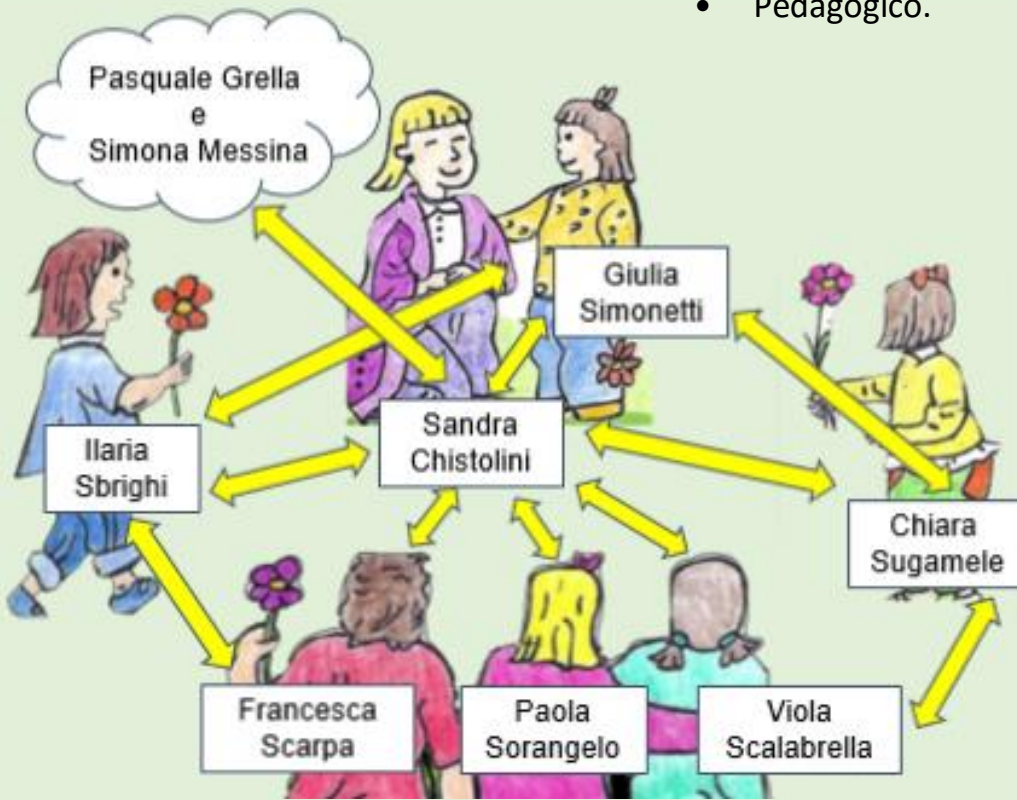 • Pedagogico.
Pasquale Grella
e
Simona Messina
Giulia
Simonetti
Sandra
Chistolini
Ilaria
Sbrighi
Chiara
Sugamele
Francesca
Scarpa
Paola
Sorangelo
Viola
Scalabrella